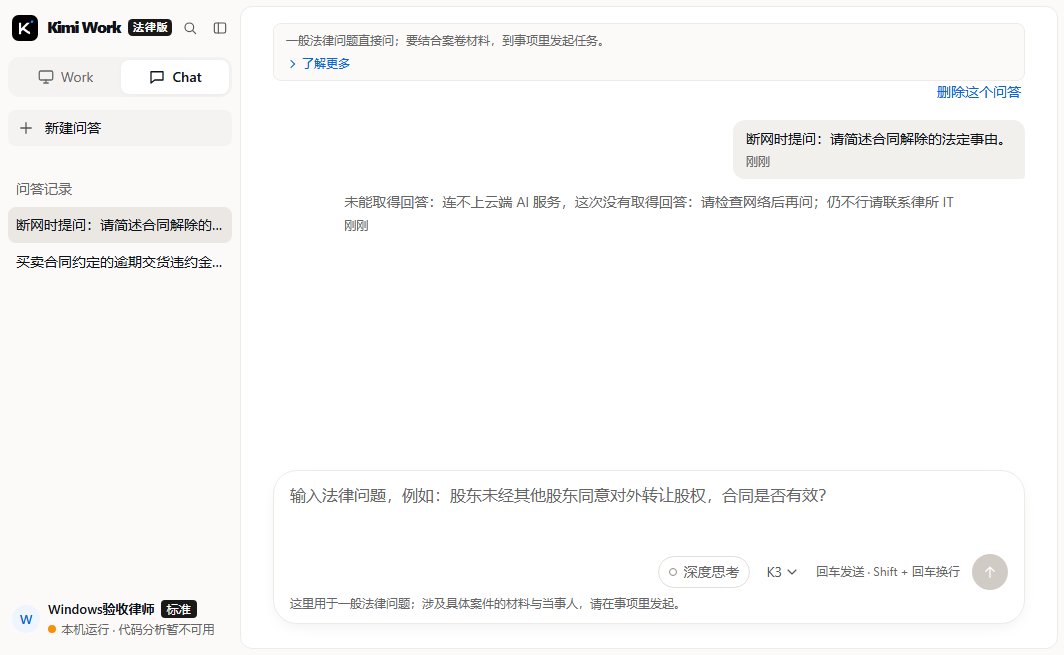 Kimi Work 法律版
Work
Chat
新建问答
问答记录
断网时提问：请简述合同解除的...
买卖合同约定的逾期交货违约金...
W
Windows验收律师 标准
本机运行 · 代码分析暂不可用
一般法律问题直接问；要结合案卷材料，到事项里发起任务。
了解更多
删除这个问答
断网时提问：请简述合同解除的法定事由。
刚刚
未能取得回答：连不上云端 AI 服务，这次没有取得回答：请检查网络后再问；仍不行请联系律所 IT
刚刚
输入法律问题，例如：股东未经其他股东同意对外转让股权，合同是否有效？
深度思考
K3
回车发送 · Shift + 回车换行
这里用于一般法律问题；涉及具体案件的材料与当事人，请在事项里发起。